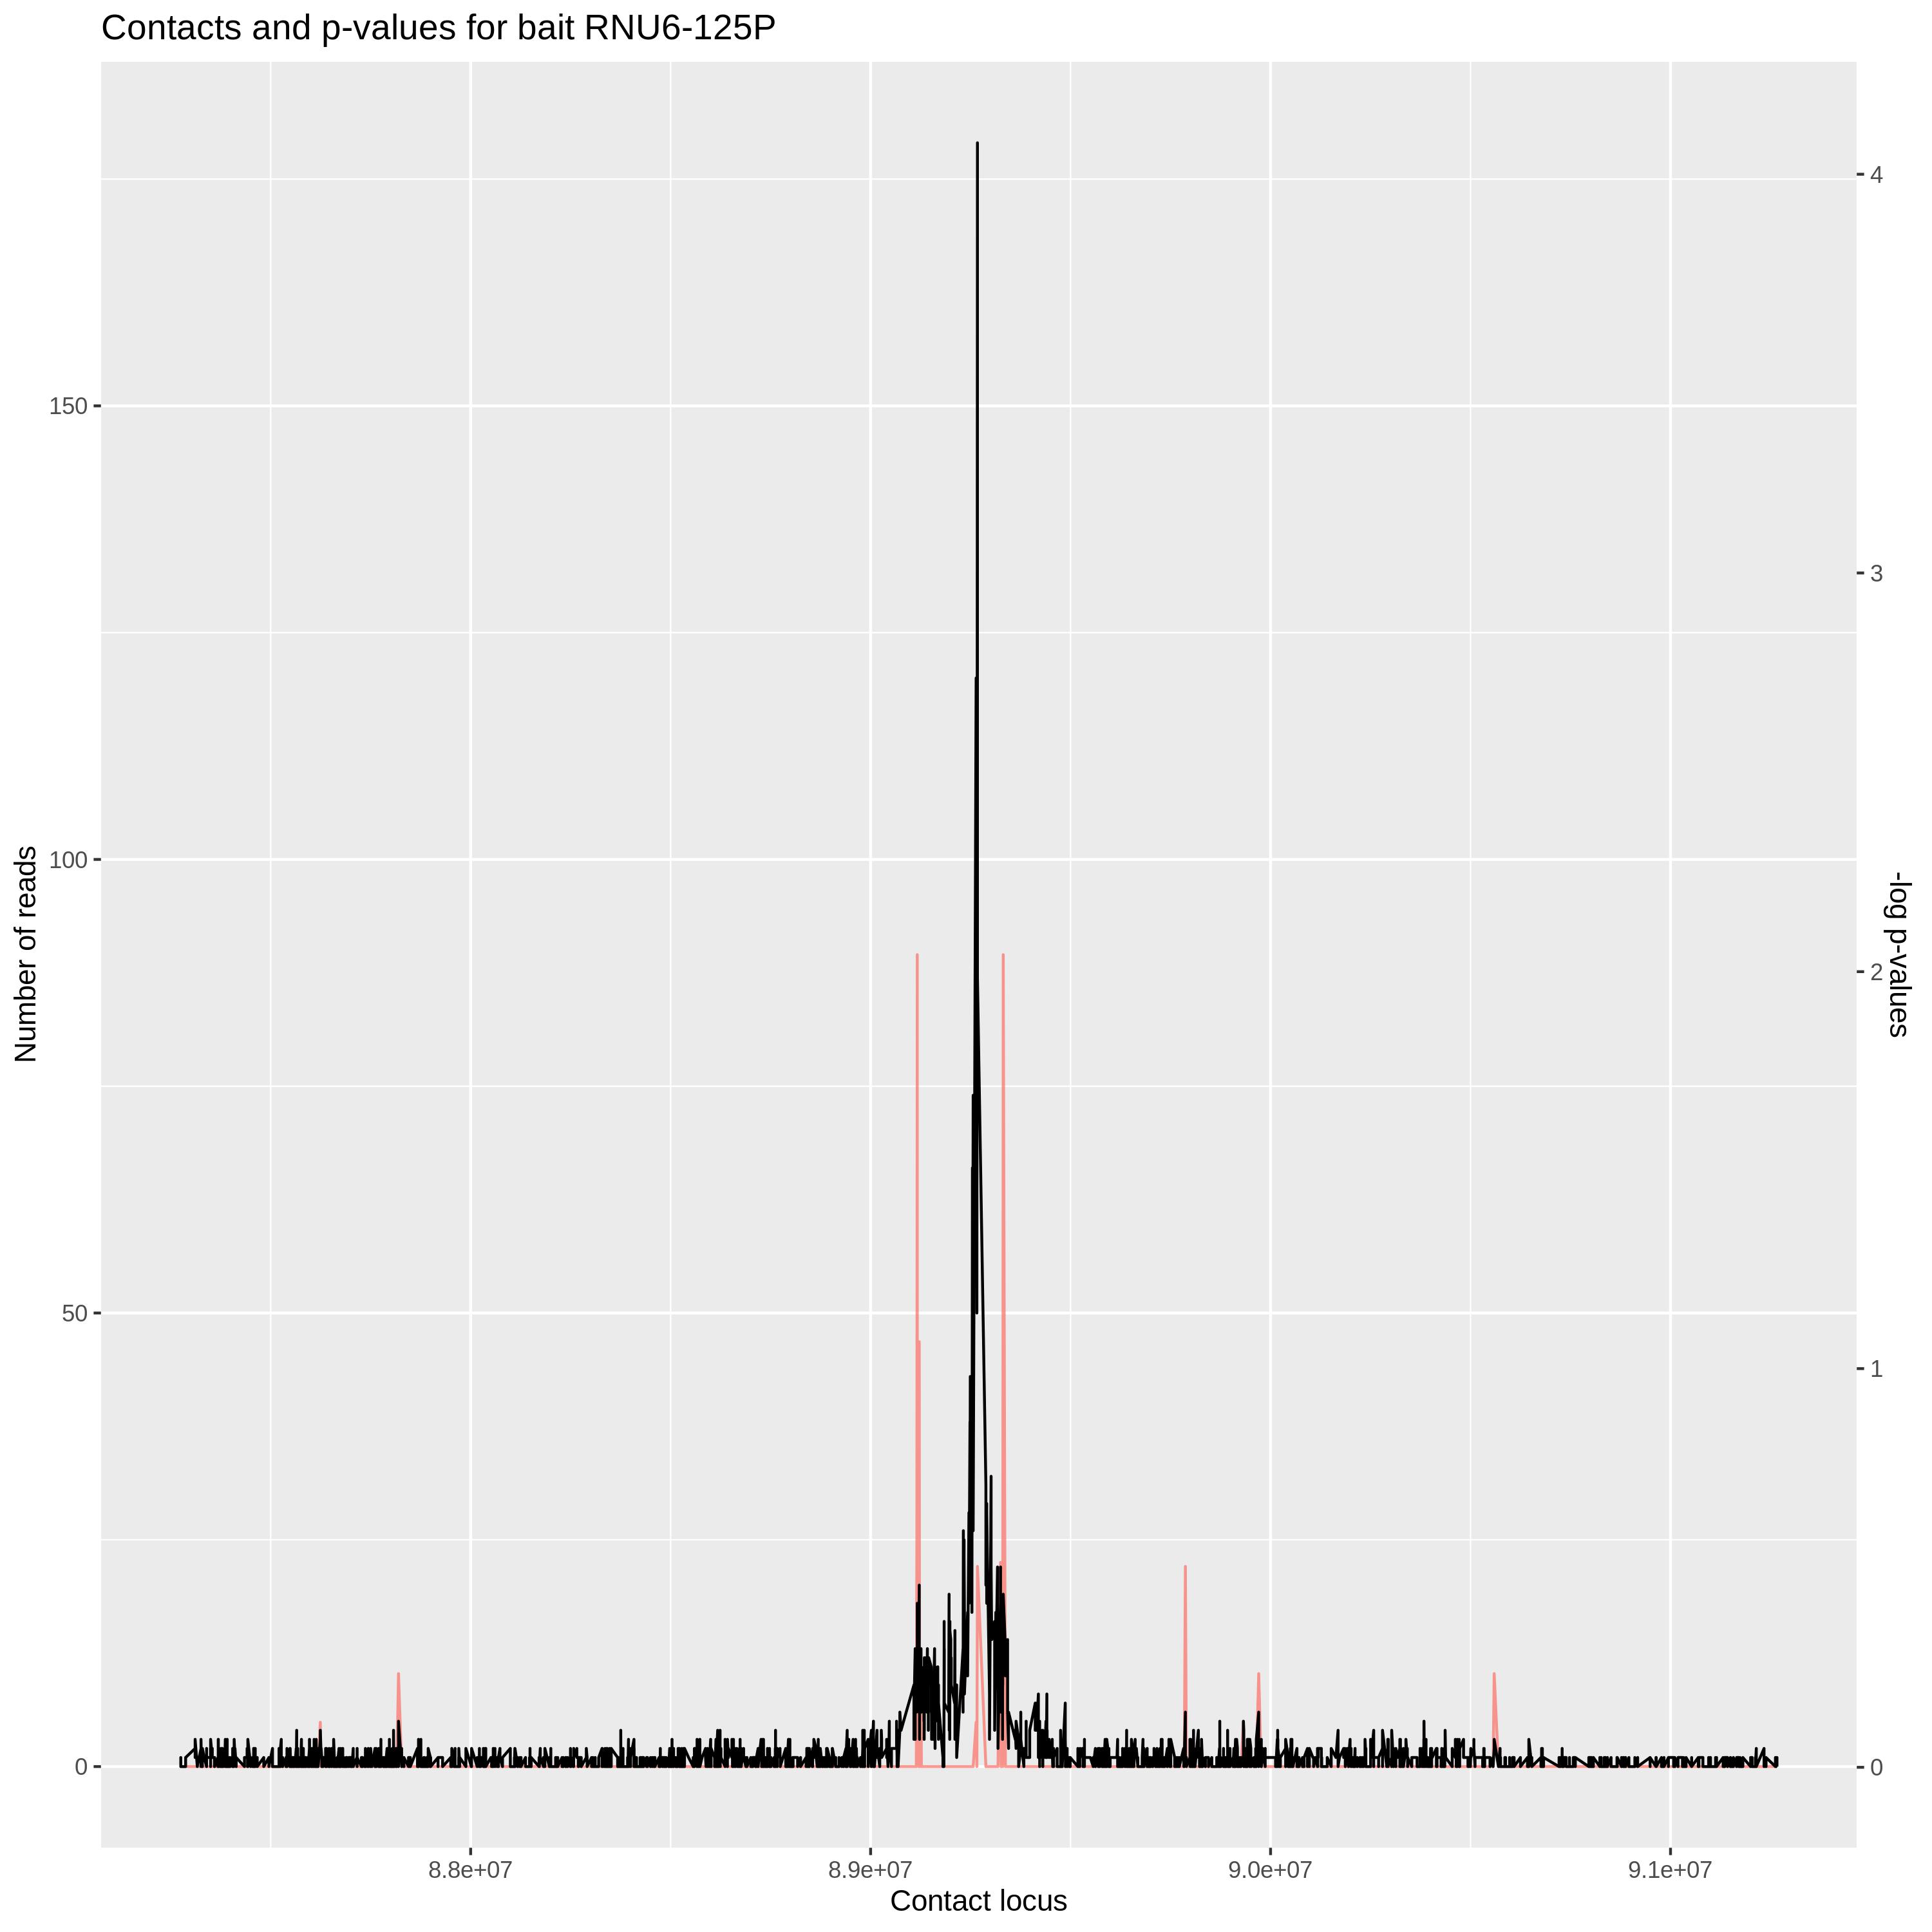 Contacts and p-values for bait RNU6-125P
Number of reads
150
100
50
0
4
3
2
1
0
-log p-values
8.8e+07
8.9e+07
9.0e+07
9.1e+07
Contact locus